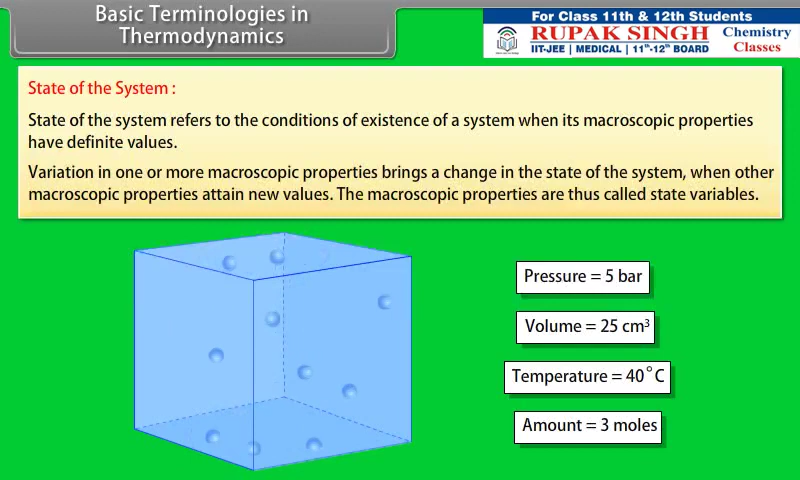 Basic Terminologies in
Thermodynamics
For Class 11th & 12th Students
RUPAK SINGH
IIT-JEE | MEDICAL | 11th-12th BOARD
Chemistry
Classes
State of the System :
State of the system refers to the conditions of existence of a system when its macroscopic properties
have definite values.
Variation in one or more macroscopic properties brings a change in the state of the system, when other
macroscopic properties attain new values. The macroscopic properties are thus called state variables.
Pressure = 5 bar
Volume = 25 cm³
Temperature = 40°C
Amount = 3 moles